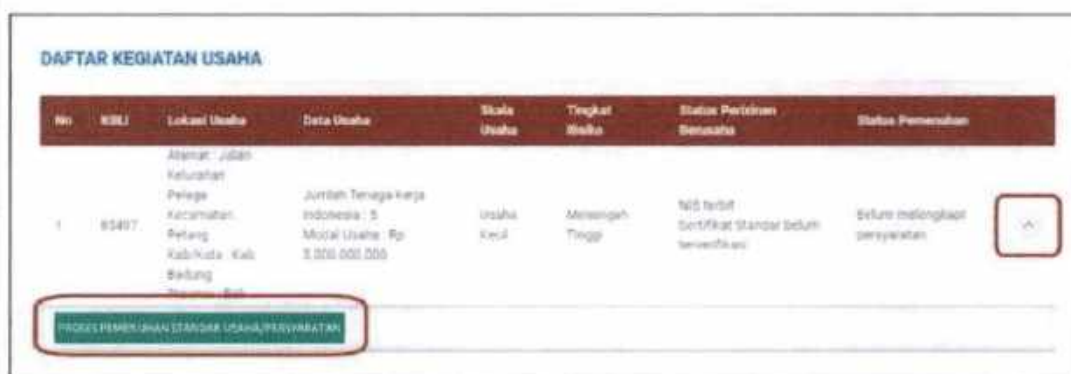 DAFTAR KEGIATAN USAHA
No KBLI Lokasi Usaha Data Usaha Skala Usaha Tingkat Risiko Status Perizinan Berusaha Status Pemenuhan
Alamat : Jalan
Kelurahan
Pelaga
Kecamatan :
Petang
Kab/Kota : Kab.
Badung
Provinsi : Bali
1
Jumlah Tenaga Kerja
Indonesia : 5
Modal Usaha : Rp
5.000.000.000
Usaha
Kecil
Menengah
Tinggi
NIB terbit
Sertifikat Standar belum
terverifikasi
Belum melengkapi
persyaratan
PROSES PEMENUHAN STANDAR USAHA/PERSYARATAN